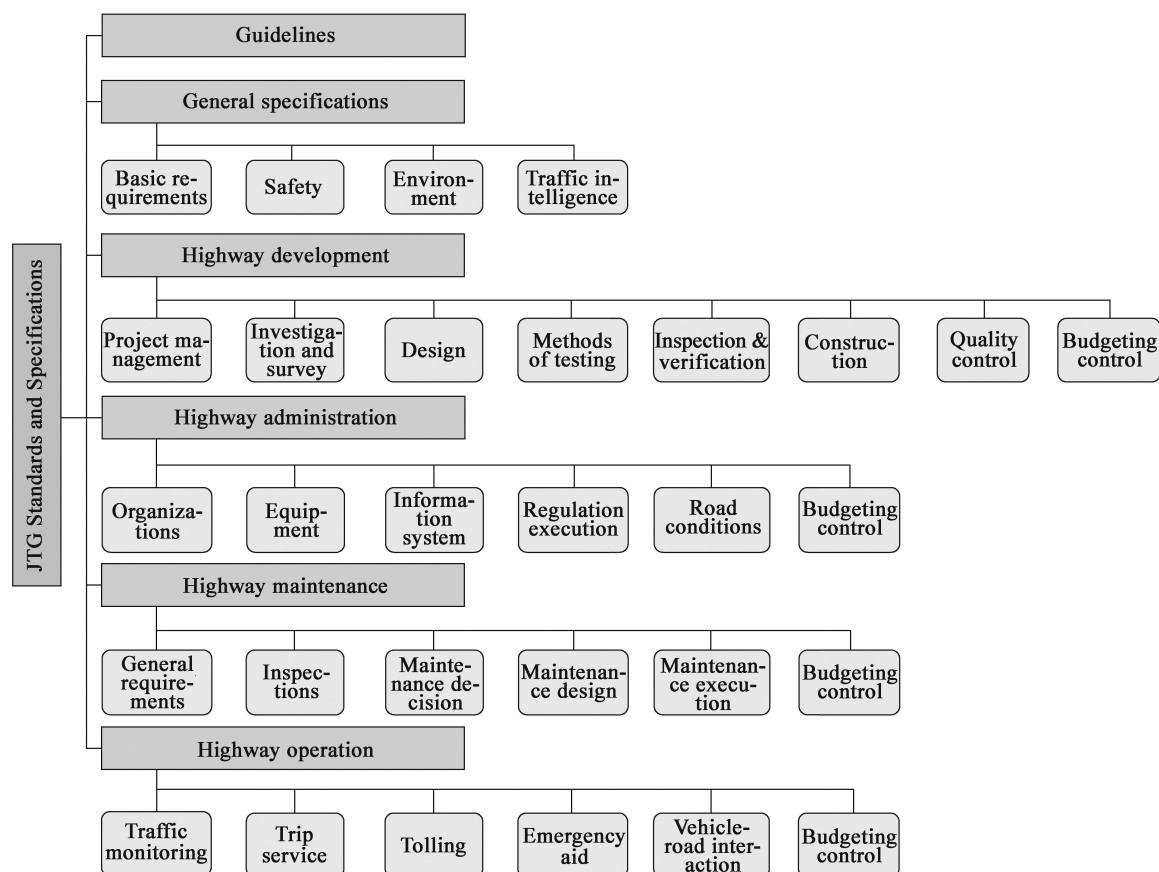 JTG Standards and Specifications
Guidelines
General specifications
Basic re-
quirements
Safety
Environ-
ment
Traffic in-
telligence
Highway development
Project ma-
nagement
Investiga-
tion and
survey
Design
Methods
of testing
Inspection &
verification
Construc-
tion
Quality
control
Budgeting
control
Highway administration
Organiza-
tions
Equip-
ment
Informa-
tion
system
Regulation
execution
Road
conditions
Budgeting
control
Highway maintenance
General
require-
ments
Inspec-
tions
Mainte-
nance de-
cision
Maintenan-
ce design
Maintenan-
ce execu-
tion
Budgeting
control
Highway operation
Traffic
monitoring
Trip
service
Tolling
Emergency
aid
Vehicle-
road inter-
action
Budgeting
control